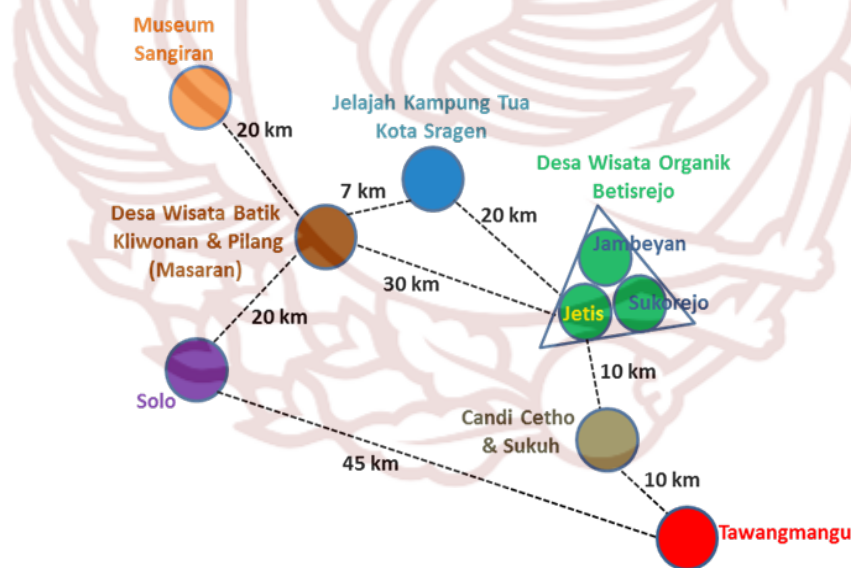 Museum
Sangiran
20 km
Jelajah Kampung Tua
Kota Sragen
7 km
20 km
Desa Wisata Organik
Betisrejo
Desa Wisata Batik
Kliwonan & Pilang
(Masaran)
Jambeyan
30 km
Jetis
Sukorejo
20 km
Solo
10 km
Candi Cetho
& Sukuh
45 km
10 km
Tawangmangu